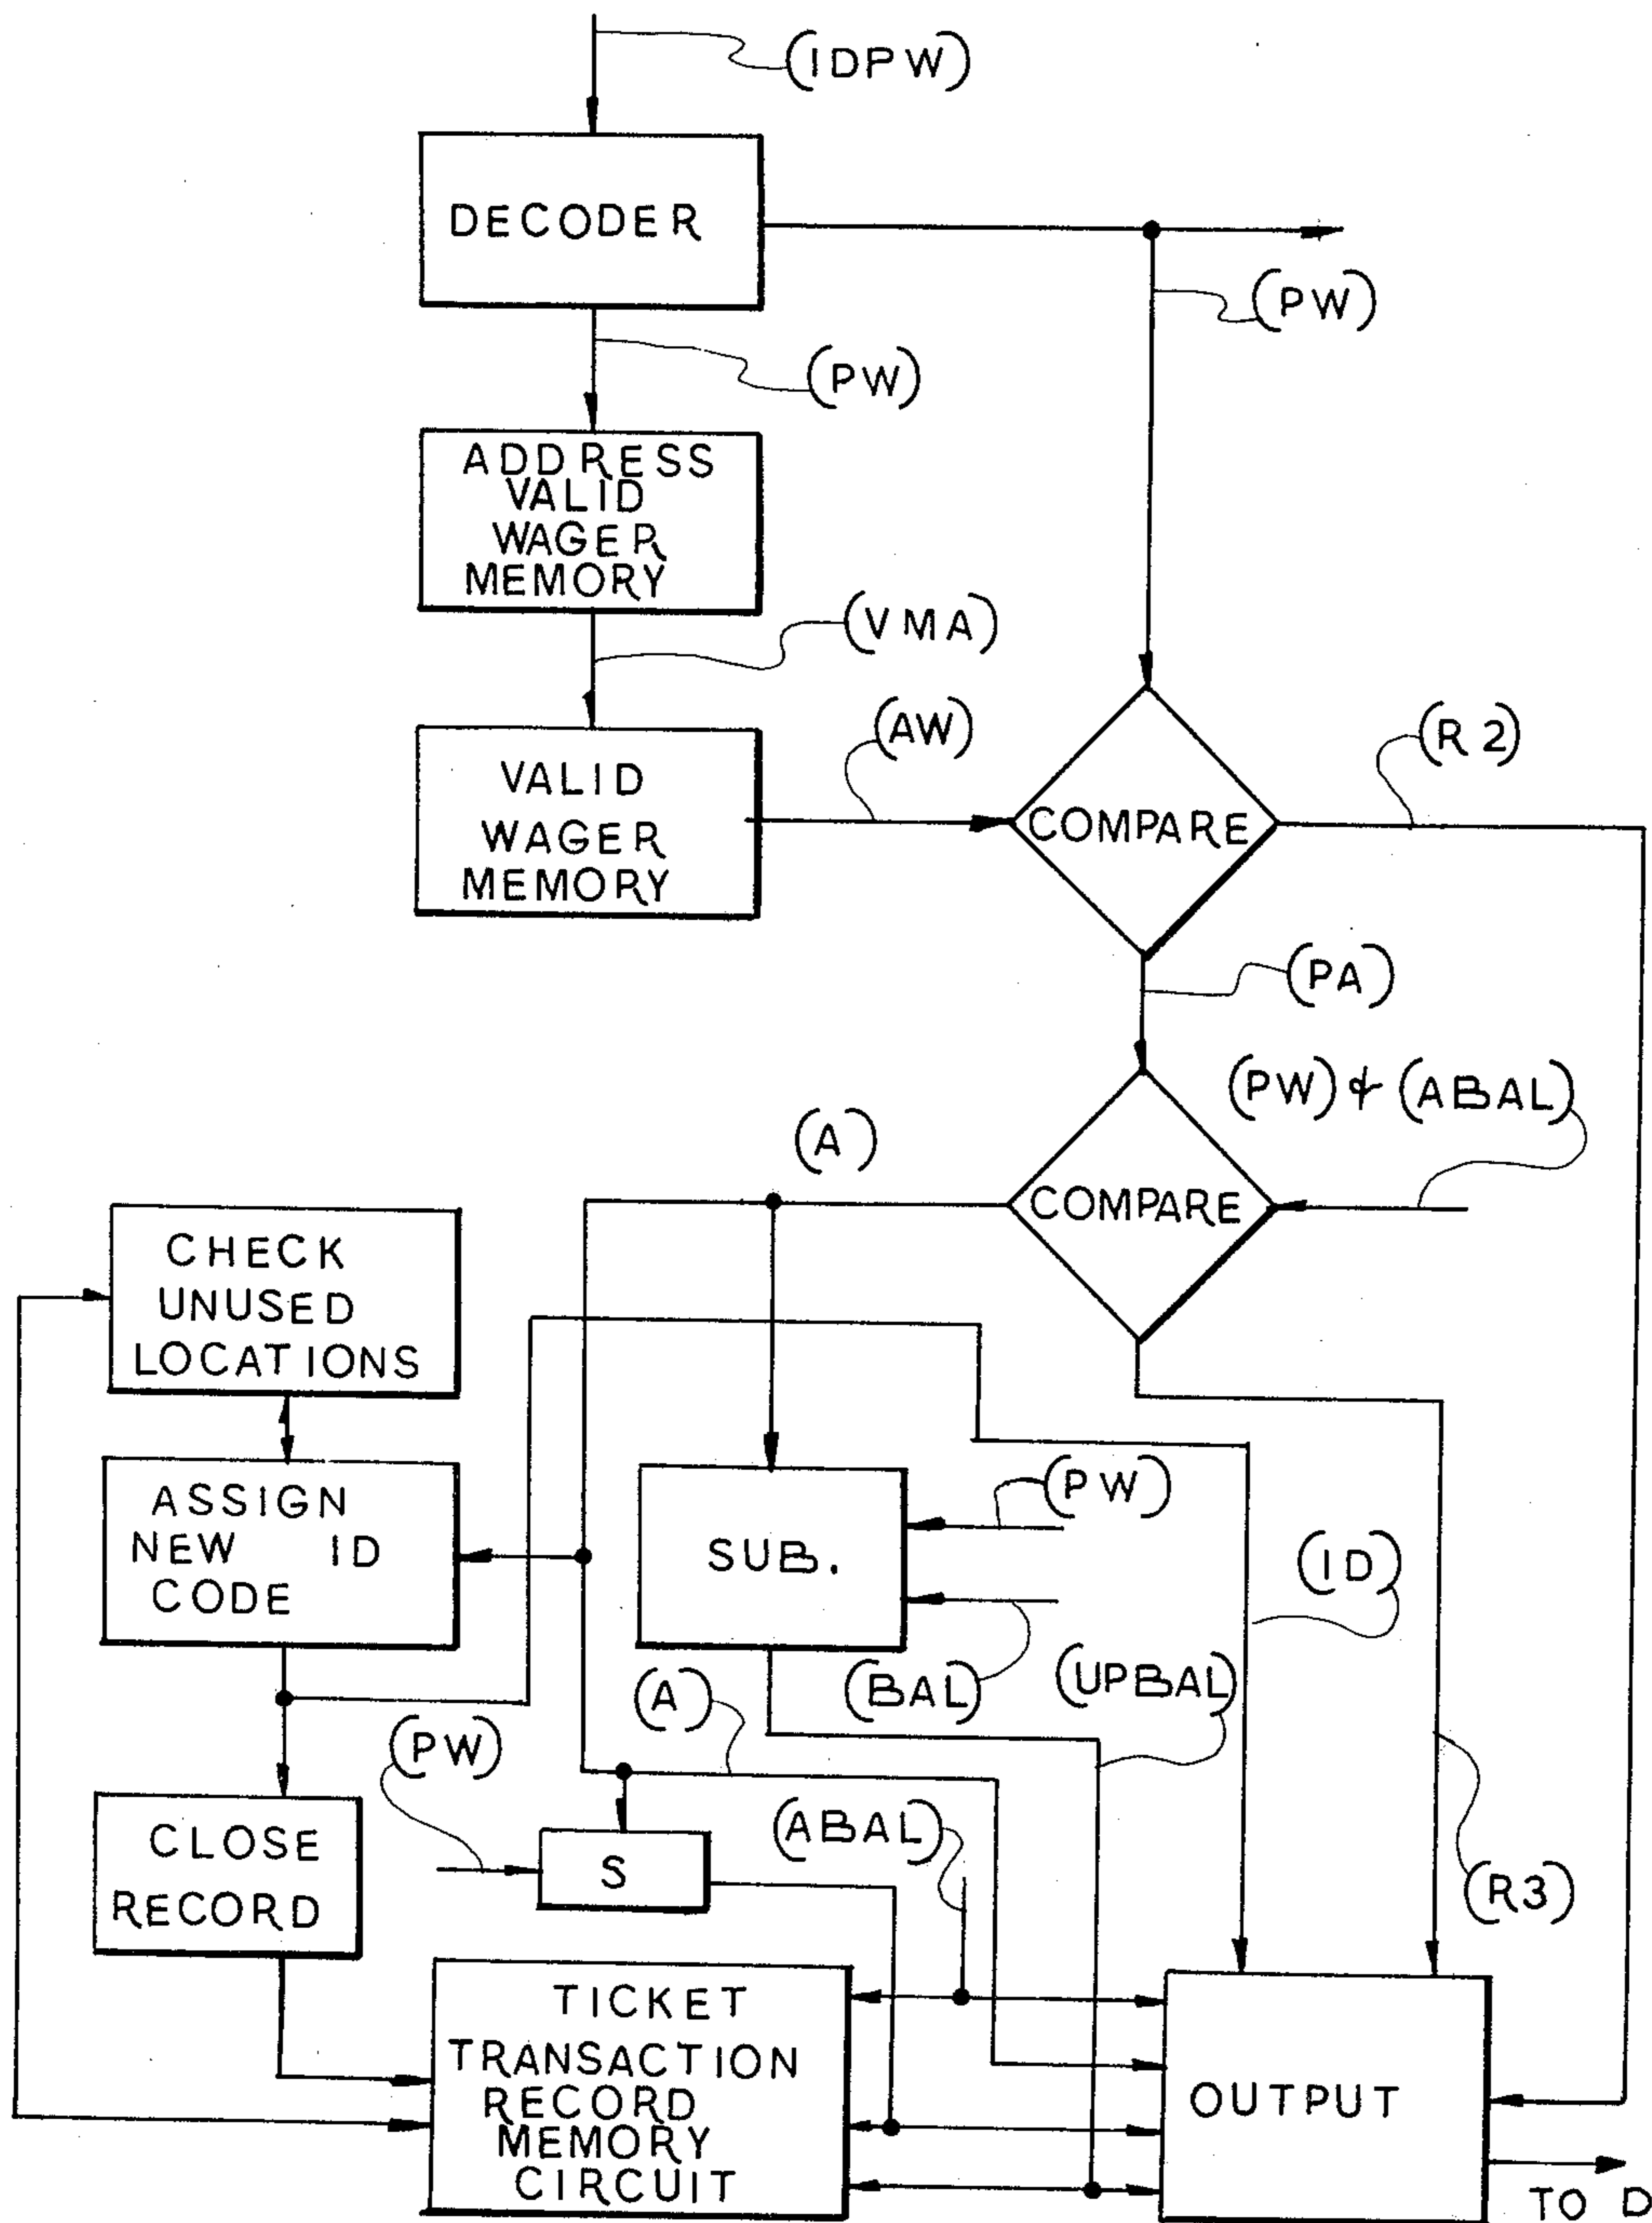 (IDPW)
DECODER
(PW)
(PW)
ADDRESS
VALID
WAGER
MEMORY
(VMA)
(AW)
(R2)
VALID
WAGER
MEMORY
COMPARE
(PA)
(PW) & (ABAL)
(A)
COMPARE
CHECK
UNUSED
LOCATIONS
ASSIGN
NEW ID
CODE
(PW)
SUB.
(ID)
(BAL)
(UPBAL)
(A)
(PW)
(ABAL)
CLOSE
RECORD
S
(R3)
TICKET
TRANSACTION
RECORD
MEMORY
CIRCUIT
OUTPUT
TO D